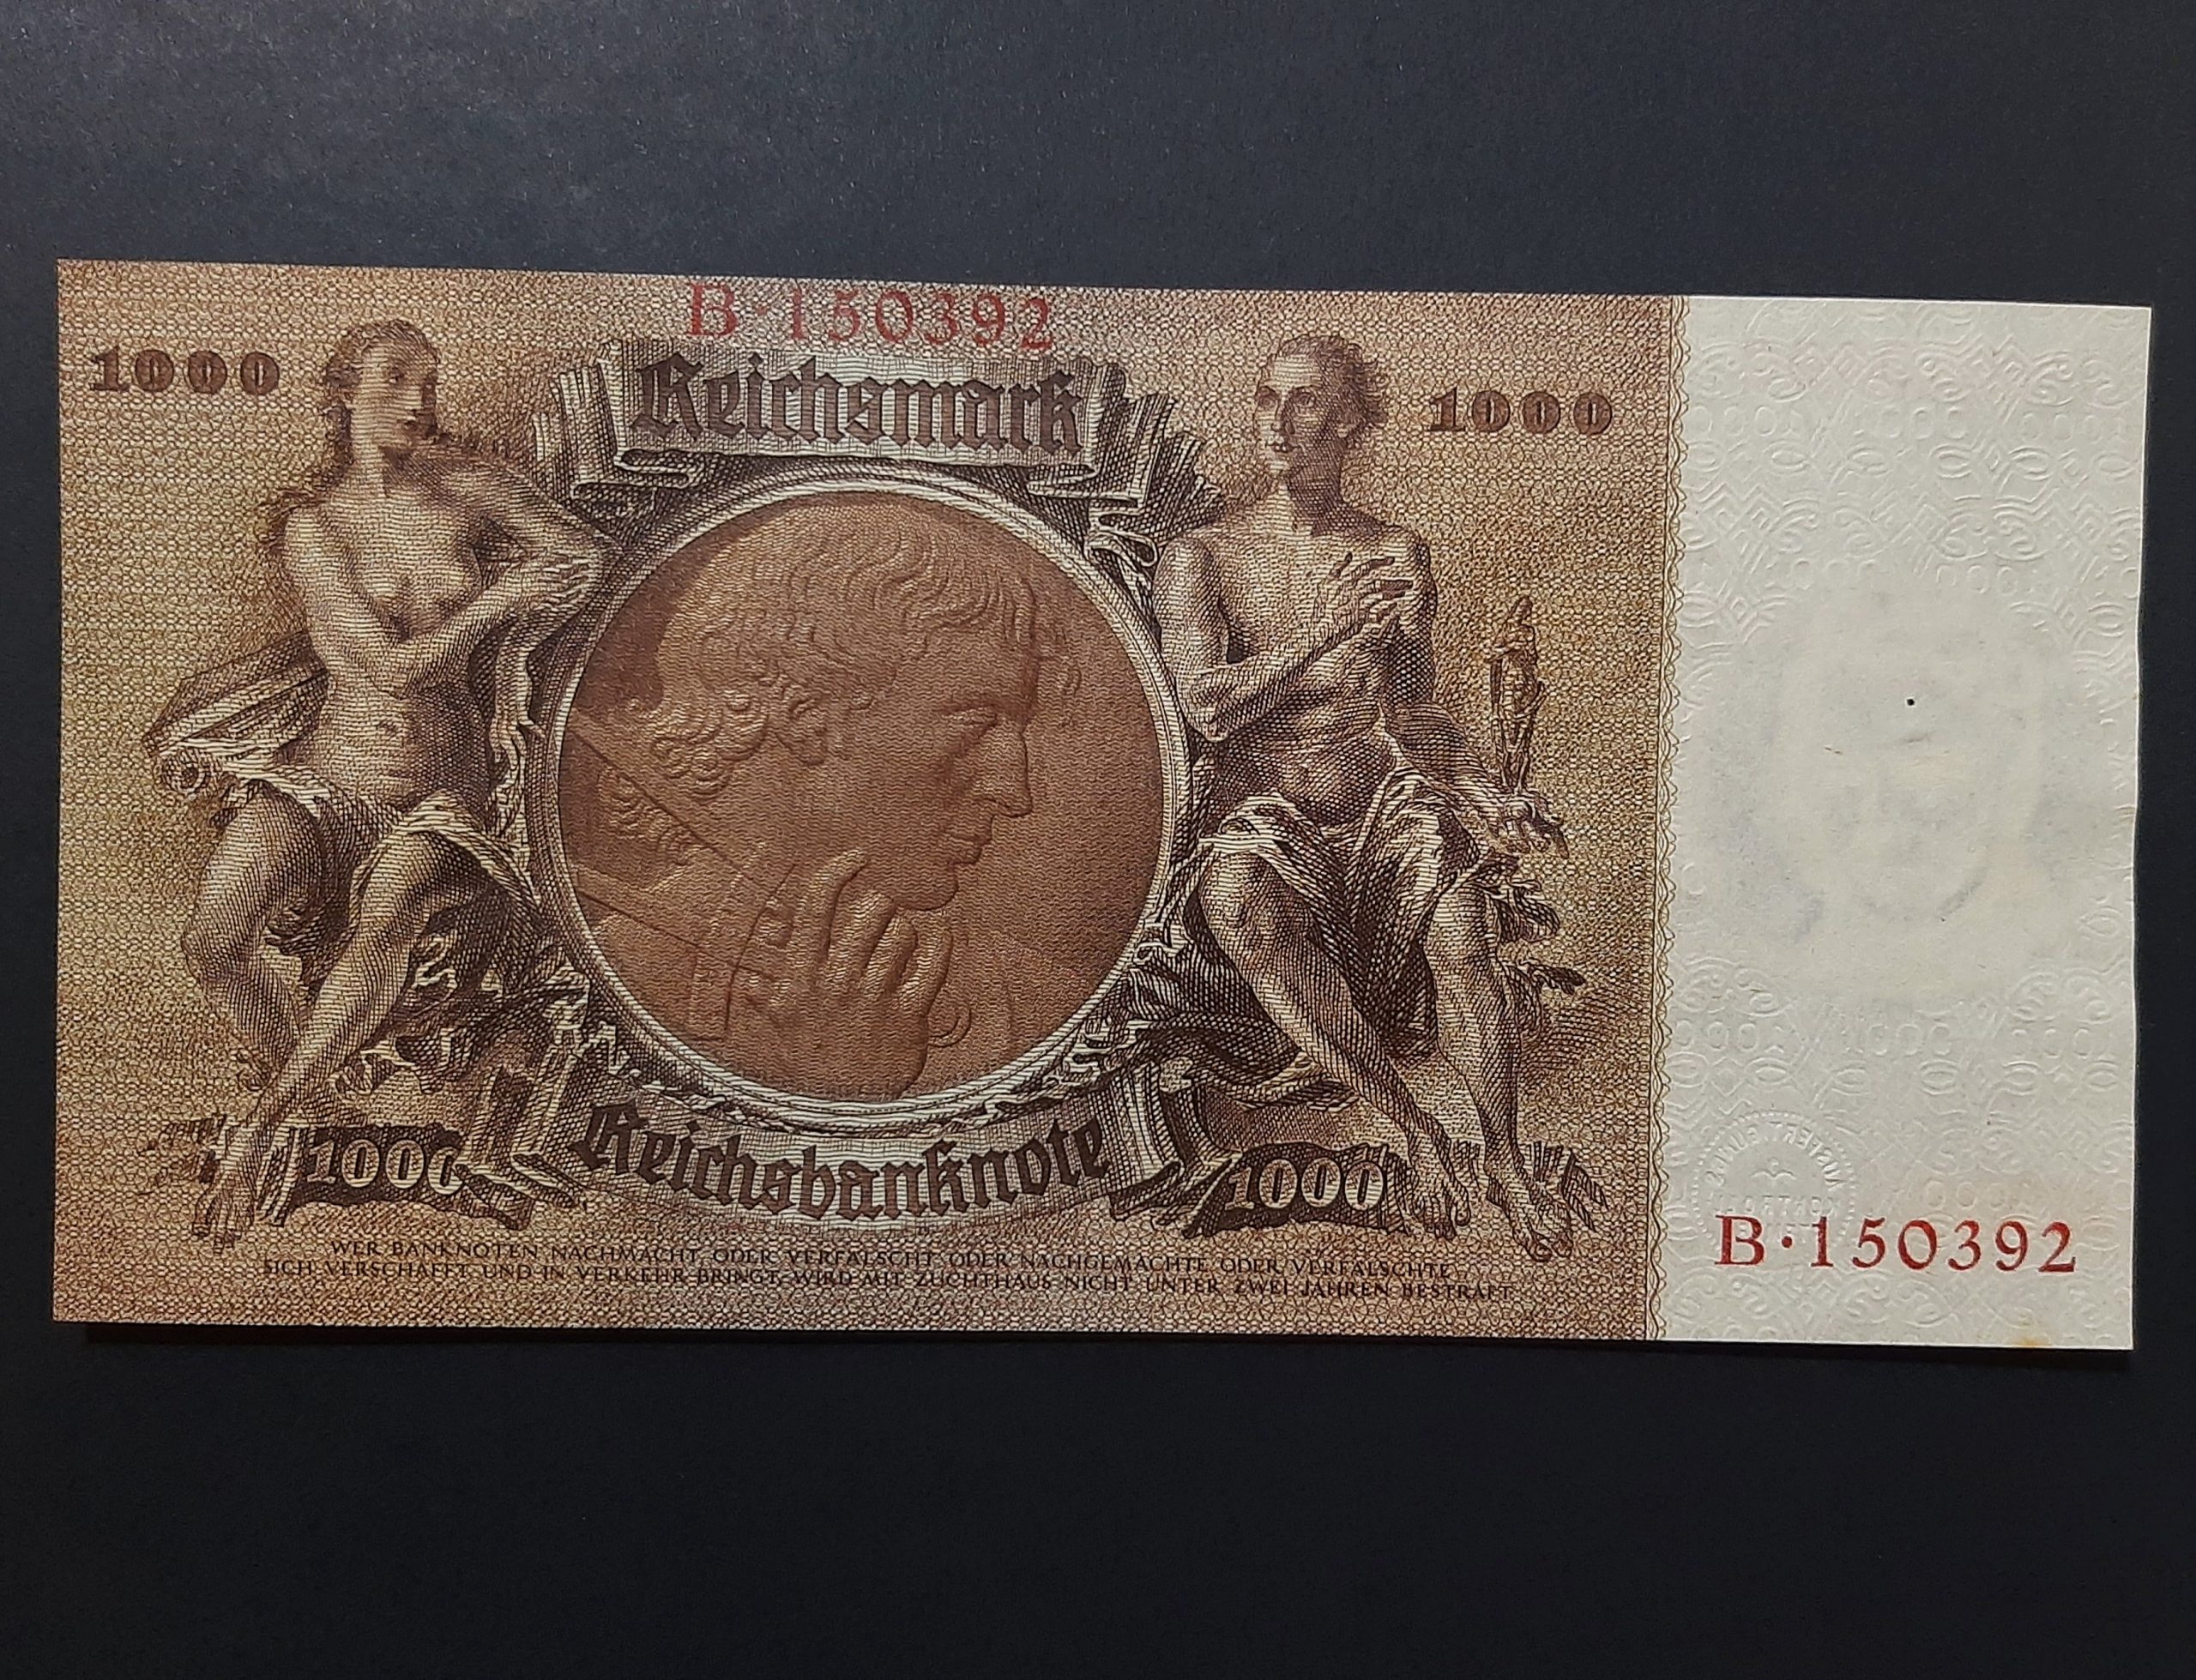 B·150392
1000
Reichsmark
1000
1000
Reichsbanknote
1000
WER BANKNOTEN NACHMACHT ODER VERFÄLSCHT ODER NACHGEMACHTE ODER VERFÄLSCHTE
SICH VERSCHAFFT UND IN VERKEHR BRINGT, WIRD MIT ZUCHTHAUS NICHT UNTER ZWEI JAHREN BESTRAFT
B·150392